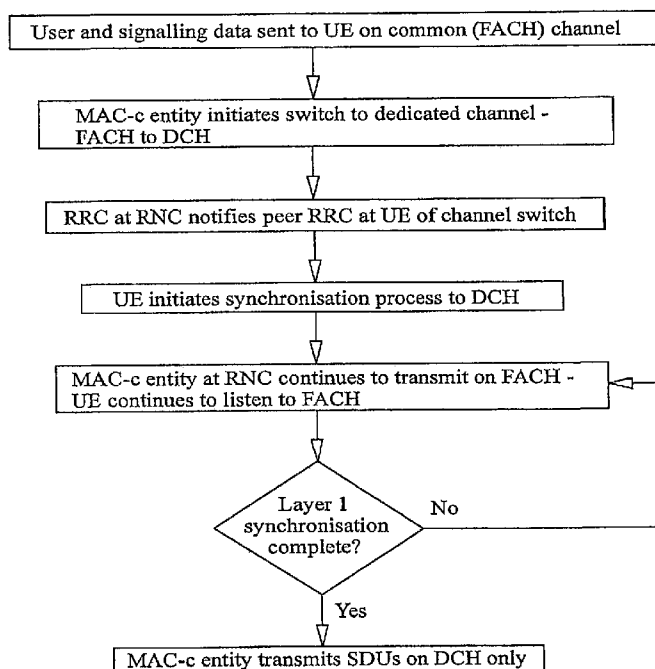 User and signalling data sent to UE on common (FACH) channel
MAC-c entity initiates switch to dedicated channel -
FACH to DCH
RRC at RNC notifies peer RRC at UE of channel switch
UE initiates synchronisation process to DCH
MAC-c entity at RNC continues to transmit on FACH -
UE continues to listen to FACH
Layer 1
synchronisation
complete?
No
Yes
MAC-c entity transmits SDUs on DCH only